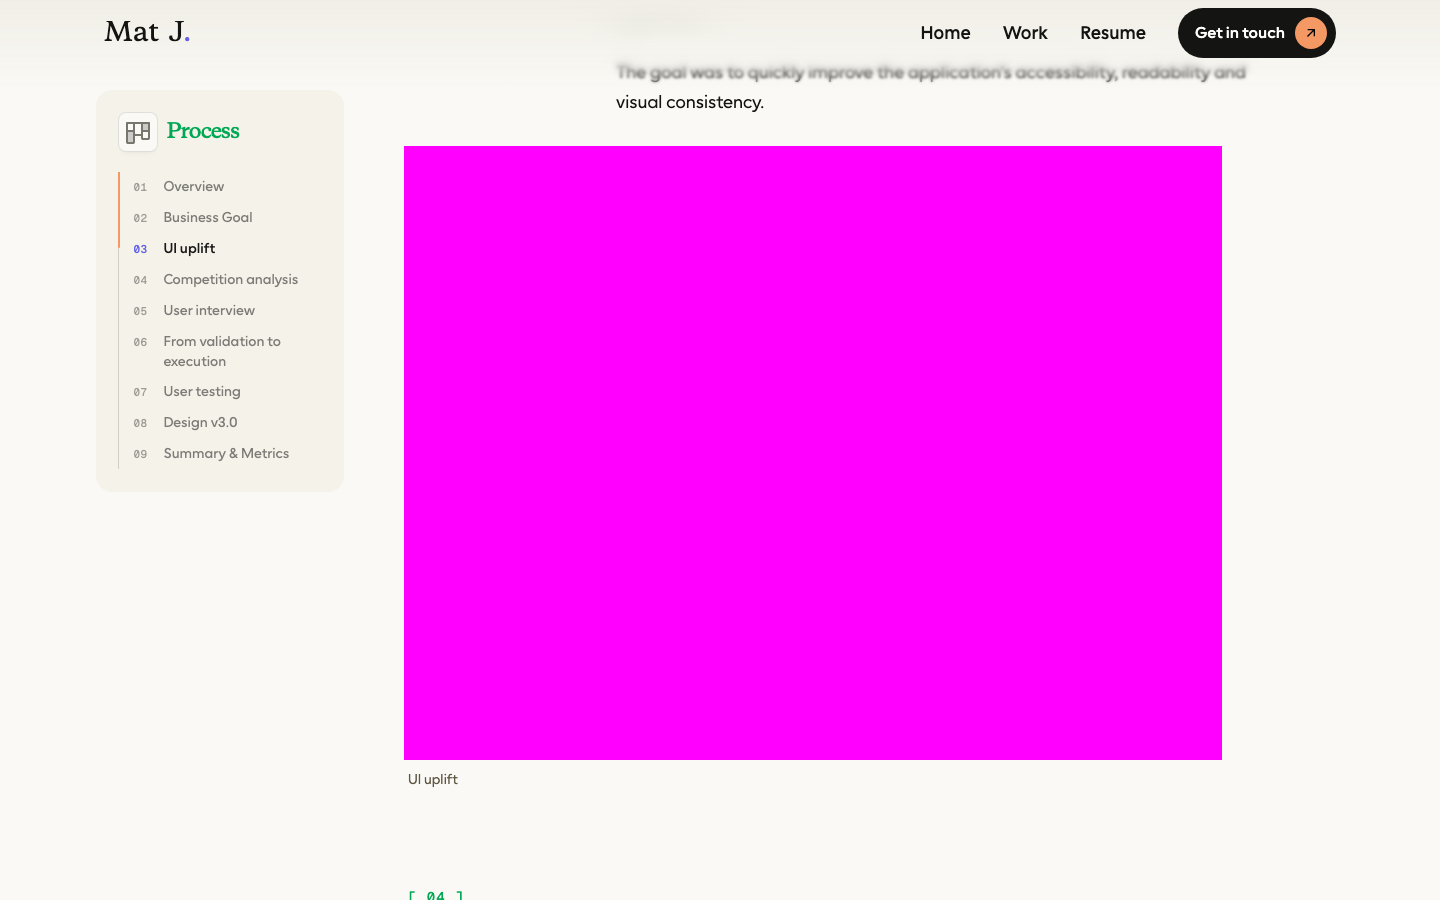 Mat J.
Home
Work
Resume
Get in touch
The goal was to quickly improve the application's accessibility, readability and
visual consistency.
Process
01 Overview
02 Business Goal
03 UI uplift
04 Competition analysis
05 User interview
06 From validation to
execution
07 User testing
08 Design v3.0
09 Summary & Metrics
UI uplift
[ 04 ]